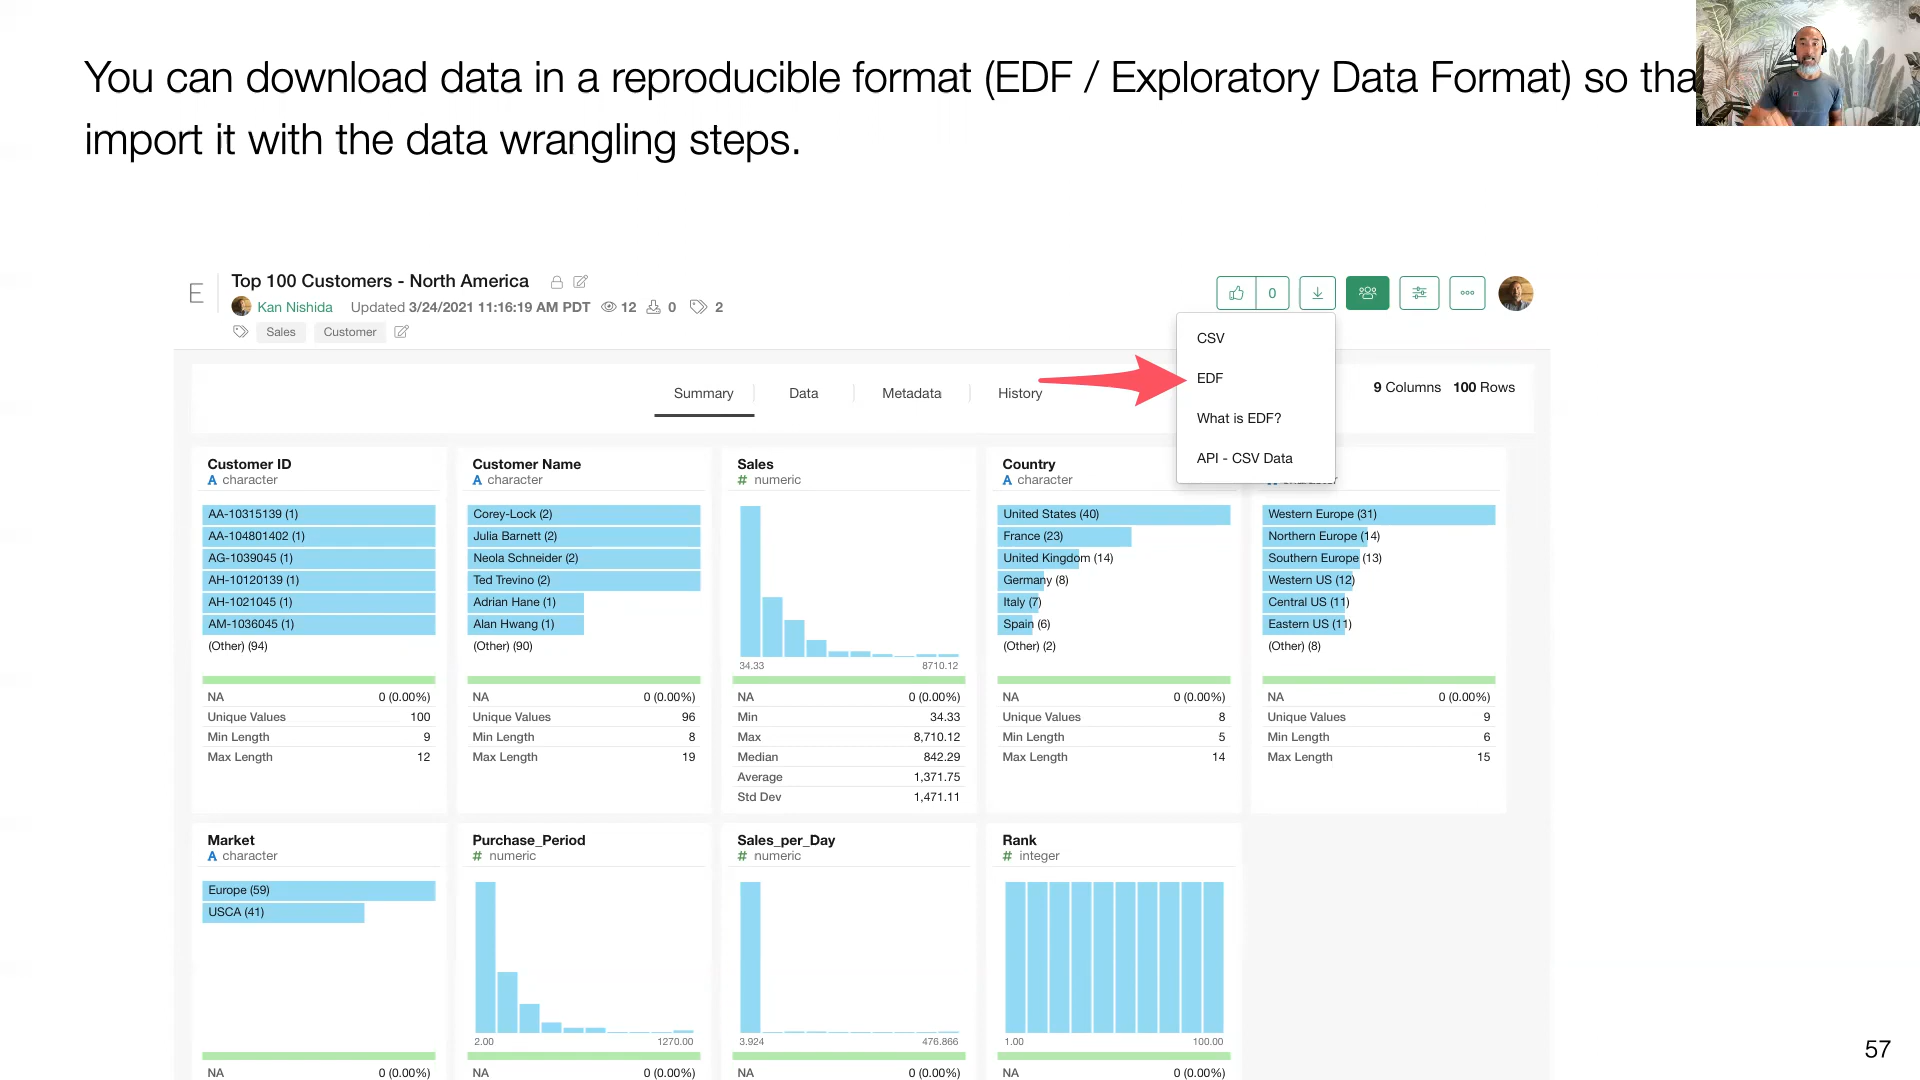 You can download data in a reproducible format (EDF / Exploratory Data Format) so tha
import it with the data wrangling steps.
E
Top 100 Customers - North America
Kan Nishida Updated 3/24/2021 11:16:19 AM PDT 12 0 2
Sales Customer
0
CSV
EDF
What is EDF?
API - CSV Data
Summary Data Metadata History
9 Columns 100 Rows
Customer ID
A character
AA-10315139 (1)
AA-104801402 (1)
AG-1039045 (1)
AH-10120139 (1)
AH-1021045 (1)
AM-1036045 (1)
(Other) (94)
NA 0 (0.00%)
Unique Values 100
Min Length 9
Max Length 12
Customer Name
A character
Corey-Lock (2)
Julia Barnett (2)
Neola Schneider (2)
Ted Trevino (2)
Adrian Hane (1)
Alan Hwang (1)
(Other) (90)
NA 0 (0.00%)
Unique Values 96
Min Length 8
Max Length 19
Sales
# numeric
34.33 8710.12
NA 0 (0.00%)
Min 34.33
Max 8,710.12
Median 842.29
Average 1,371.75
Std Dev 1,471.11
Country
A character
United States (40)
France (23)
United Kingdom (14)
Germany (8)
Italy (7)
Spain (6)
(Other) (2)
NA 0 (0.00%)
Unique Values 8
Min Length 5
Max Length 14
Western Europe (31)
Northern Europe (14)
Southern Europe (13)
Western US (12)
Central US (11)
Eastern US (11)
(Other) (8)
NA 0 (0.00%)
Unique Values 9
Min Length 6
Max Length 15
Market
A character
Europe (59)
USCA (41)
NA 0 (0.00%)
Purchase_Period
# numeric
2.00 1270.00
NA 0 (0.00%)
Sales_per_Day
# numeric
3.924 476.866
NA 0 (0.00%)
Rank
# integer
1.00 100.00
NA 0 (0.00%)
57